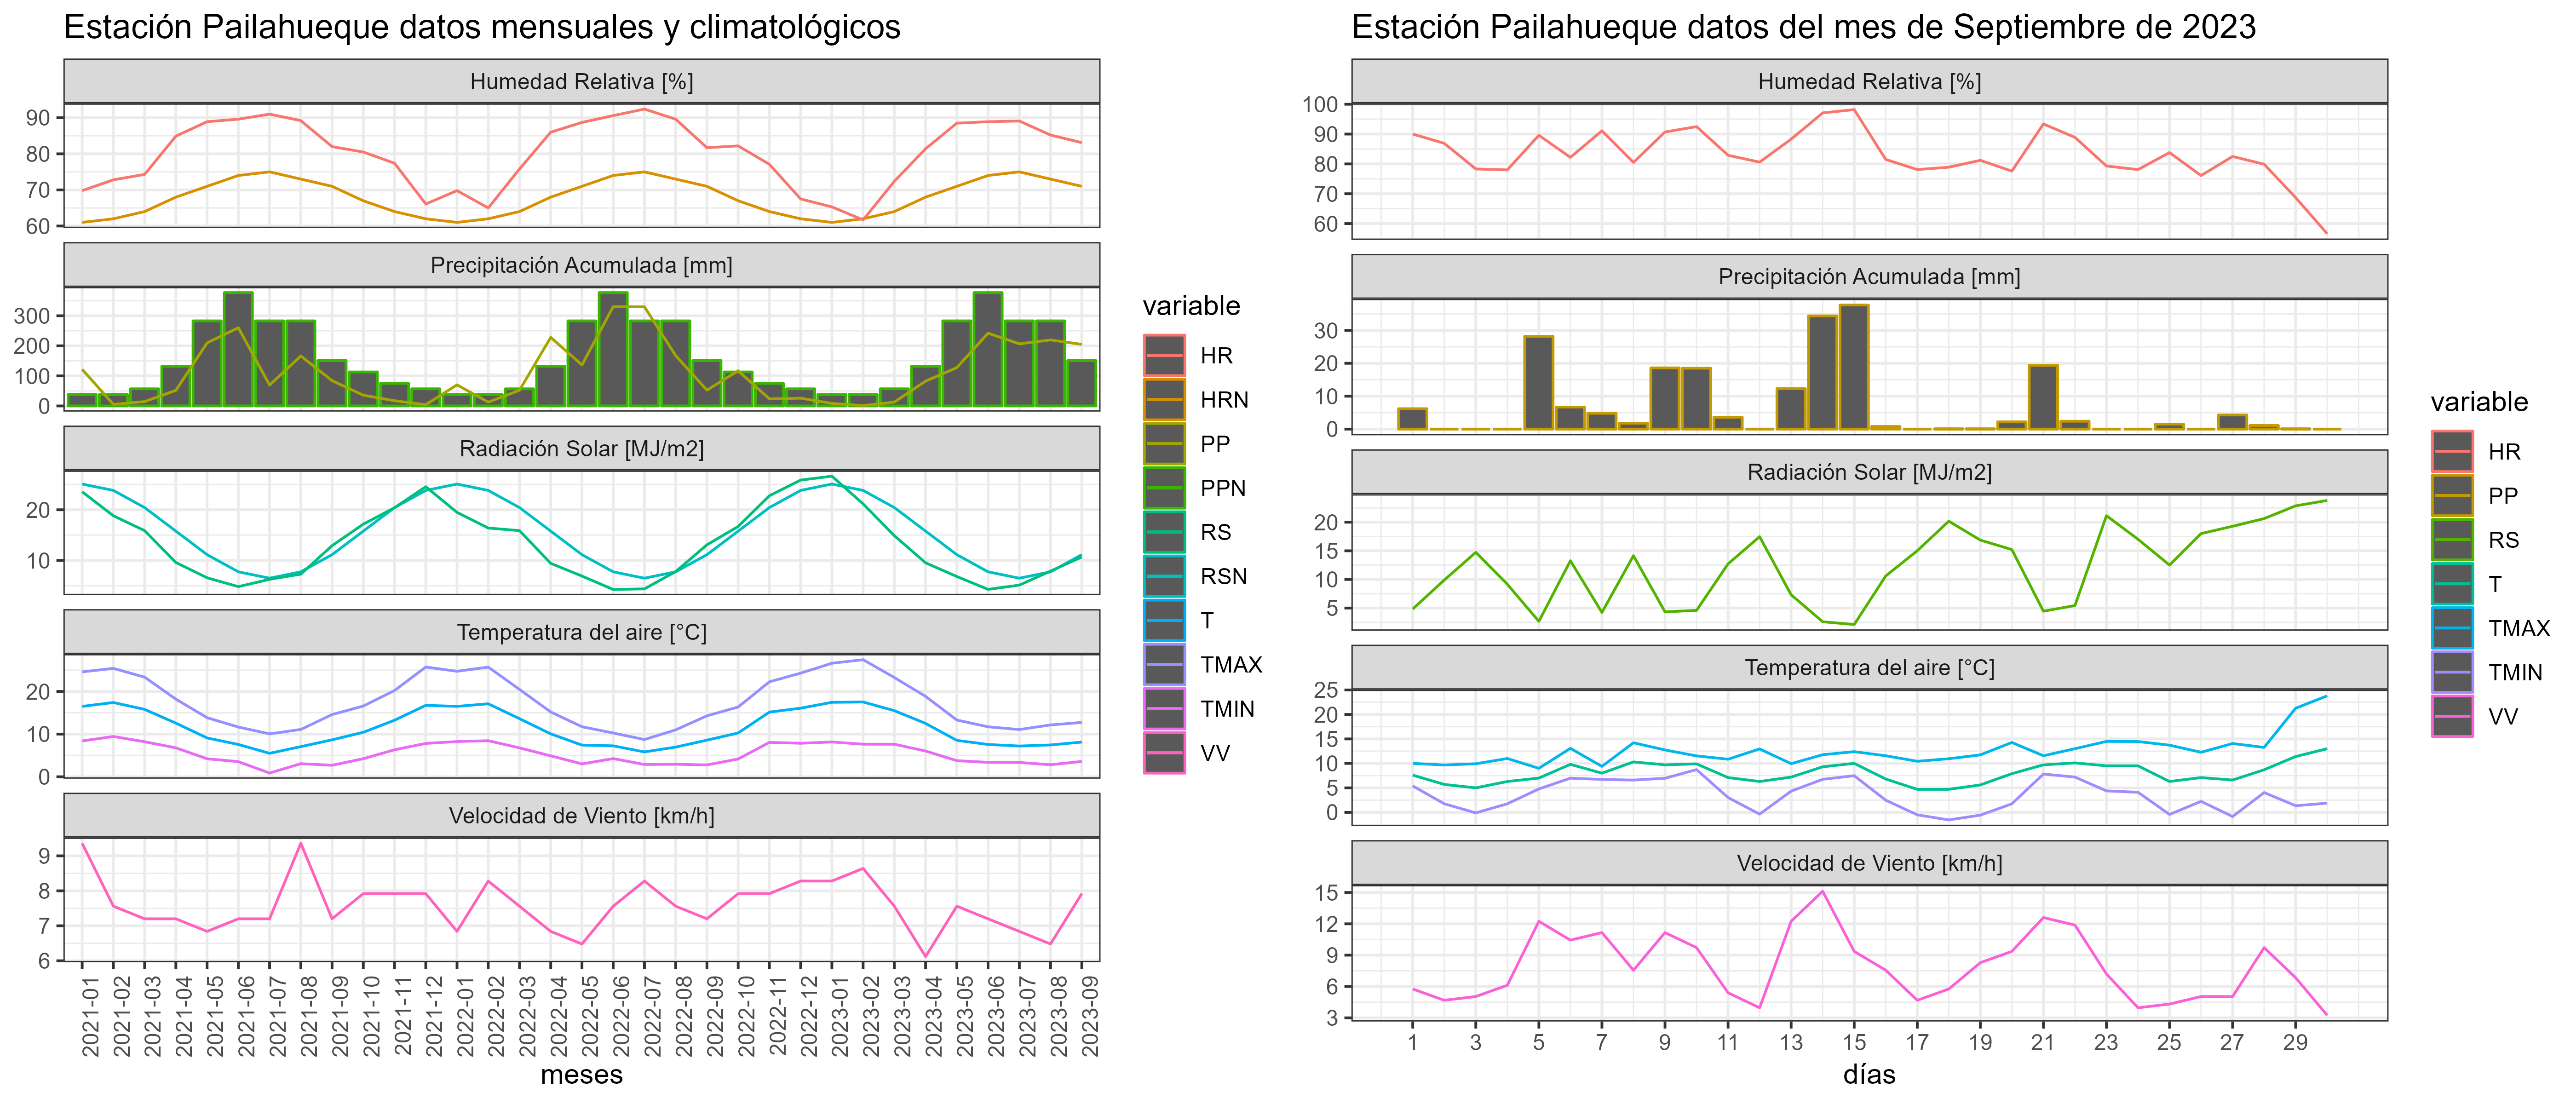 Estación Pailahueque datos mensuales y climatológicos
Humedad Relativa [%]
90
80
70
60
Precipitación Acumulada [mm]
300
200
100
0
Radiación Solar [MJ/m2]
20
10
Temperatura del aire [°C]
20
10
0
Velocidad de Viento [km/h]
9
8
7
6
2021-01
2021-02
2021-03
2021-04
2021-05
2021-06
2021-07
2021-08
2021-09
2021-10
2021-11
2021-12
2022-01
2022-02
2022-03
2022-04
2022-05
2022-06
2022-07
2022-08
2022-09
2022-10
2022-11
2022-12
2023-01
2023-02
2023-03
2023-04
2023-05
2023-06
2023-07
2023-08
2023-09
meses
variable
HR
HRN
PP
PPN
RS
RSN
T
TMAX
TMIN
VV
Estación Pailahueque datos del mes de Septiembre de 2023
Humedad Relativa [%]
100
90
80
70
60
Precipitación Acumulada [mm]
30
20
10
0
Radiación Solar [MJ/m2]
20
15
10
5
Temperatura del aire [°C]
25
20
15
10
5
0
Velocidad de Viento [km/h]
15
12
9
6
3
1 3 5 7 9 11 13 15 17 19 21 23 25 27 29
días
variable
HR
PP
RS
T
TMAX
TMIN
VV